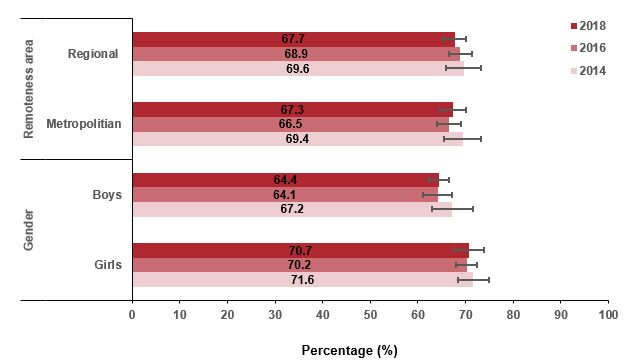 2018
2016
2014
Remoteness area
Regional
67.7
68.9
69.6
Metropolitian
67.3
66.5
69.4
Gender
Boys
64.4
64.1
67.2
Girls
70.7
70.2
71.6
0 10 20 30 40 50 60 70 80 90 100
Percentage (%)